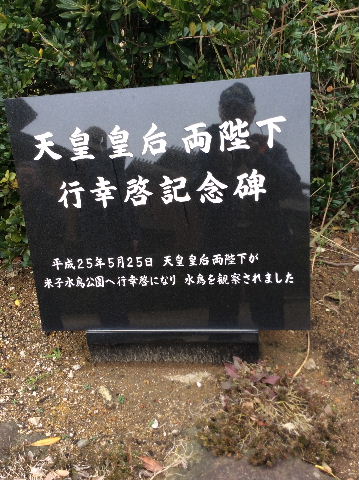 天皇皇后両陛下
行幸啓記念碑
平成25年5月25日 天皇皇后両陛下が
米子水鳥公園へ行幸啓になり 水鳥を観察されました